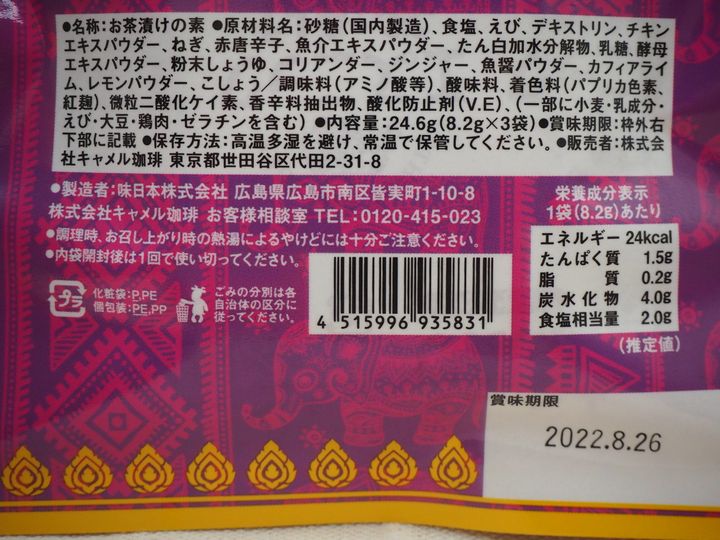 ●名称:お茶漬けの素 ●原材料名:砂糖(国内製造)、食塩、えび、デキストリン、チキン
エキスパウダー、ねぎ、赤唐辛子、魚介エキスパウダー、たん白加水分解物、乳糖、酵母
エキスパウダー、粉末しょうゆ、コリアンダー、ジンジャー、魚醤パウダー、カフィアライ
ム、レモンパウダー、こしょう/調味料(アミノ酸等)、酸味料、着色料(パプリカ色素、
紅麹)、微粒二酸化ケイ素、香辛料抽出物、酸化防止剤(V.E)、(一部に小麦・乳成分・
えび・大豆・鶏肉・ゼラチンを含む) ●内容量:24.6g(8.2g×3袋) ●賞味期限:枠外右
下部に記載 ●保存方法:高温多湿を避け、常温で保管してください。●販売者:株式会
社キャメル珈琲 東京都世田谷区代田2-31-8
●製造者:味日本株式会社 広島県広島市南区皆実町1-10-8
株式会社キャメル珈琲 お客様相談室 TEL:0120-415-023
●調理時、お召し上がり時の熱湯によるやけどには十分ご注意ください。
●内袋開封後は1回で使い切ってください。
栄養成分表示
1袋(8.2g)あたり
エネルギー 24kcal
たんぱく質 1.5g
脂質 0.2g
炭水化物 4.0g
食塩相当量 2.0g
(推定値)
プラ
化粧袋:P,PE
個包装:PE,PP
ごみの分別は各
自治体の区分に
従ってください。
4 515996 935831
賞味期限
2022.8.26